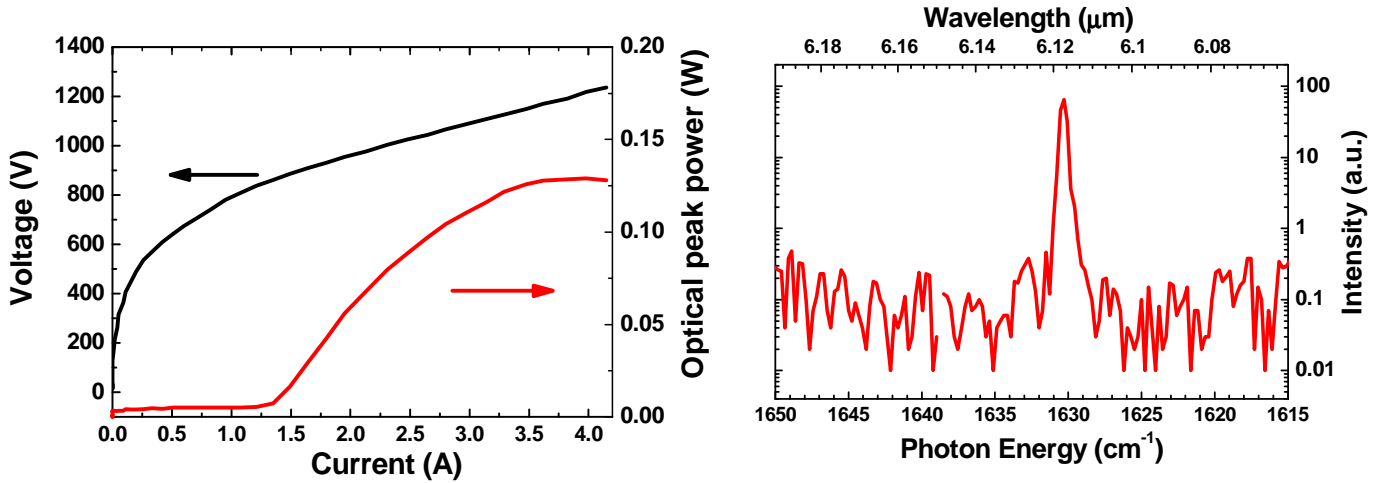 Voltage (V)
1400
1200
1000
800
600
400
200
0
0.0 0.5 1.0 1.5 2.0 2.5 3.0 3.5 4.0
Current (A)
0.20
0.15
0.10
0.05
0.00
Optical peak power (W)
Wavelength (μm)
6.18 6.16 6.14 6.12 6.1 6.08
100
10
1
0.1
0.01
Intensity (a.u.)
1650 1645 1640 1635 1630 1625 1620 1615
Photon Energy (cm⁻¹)